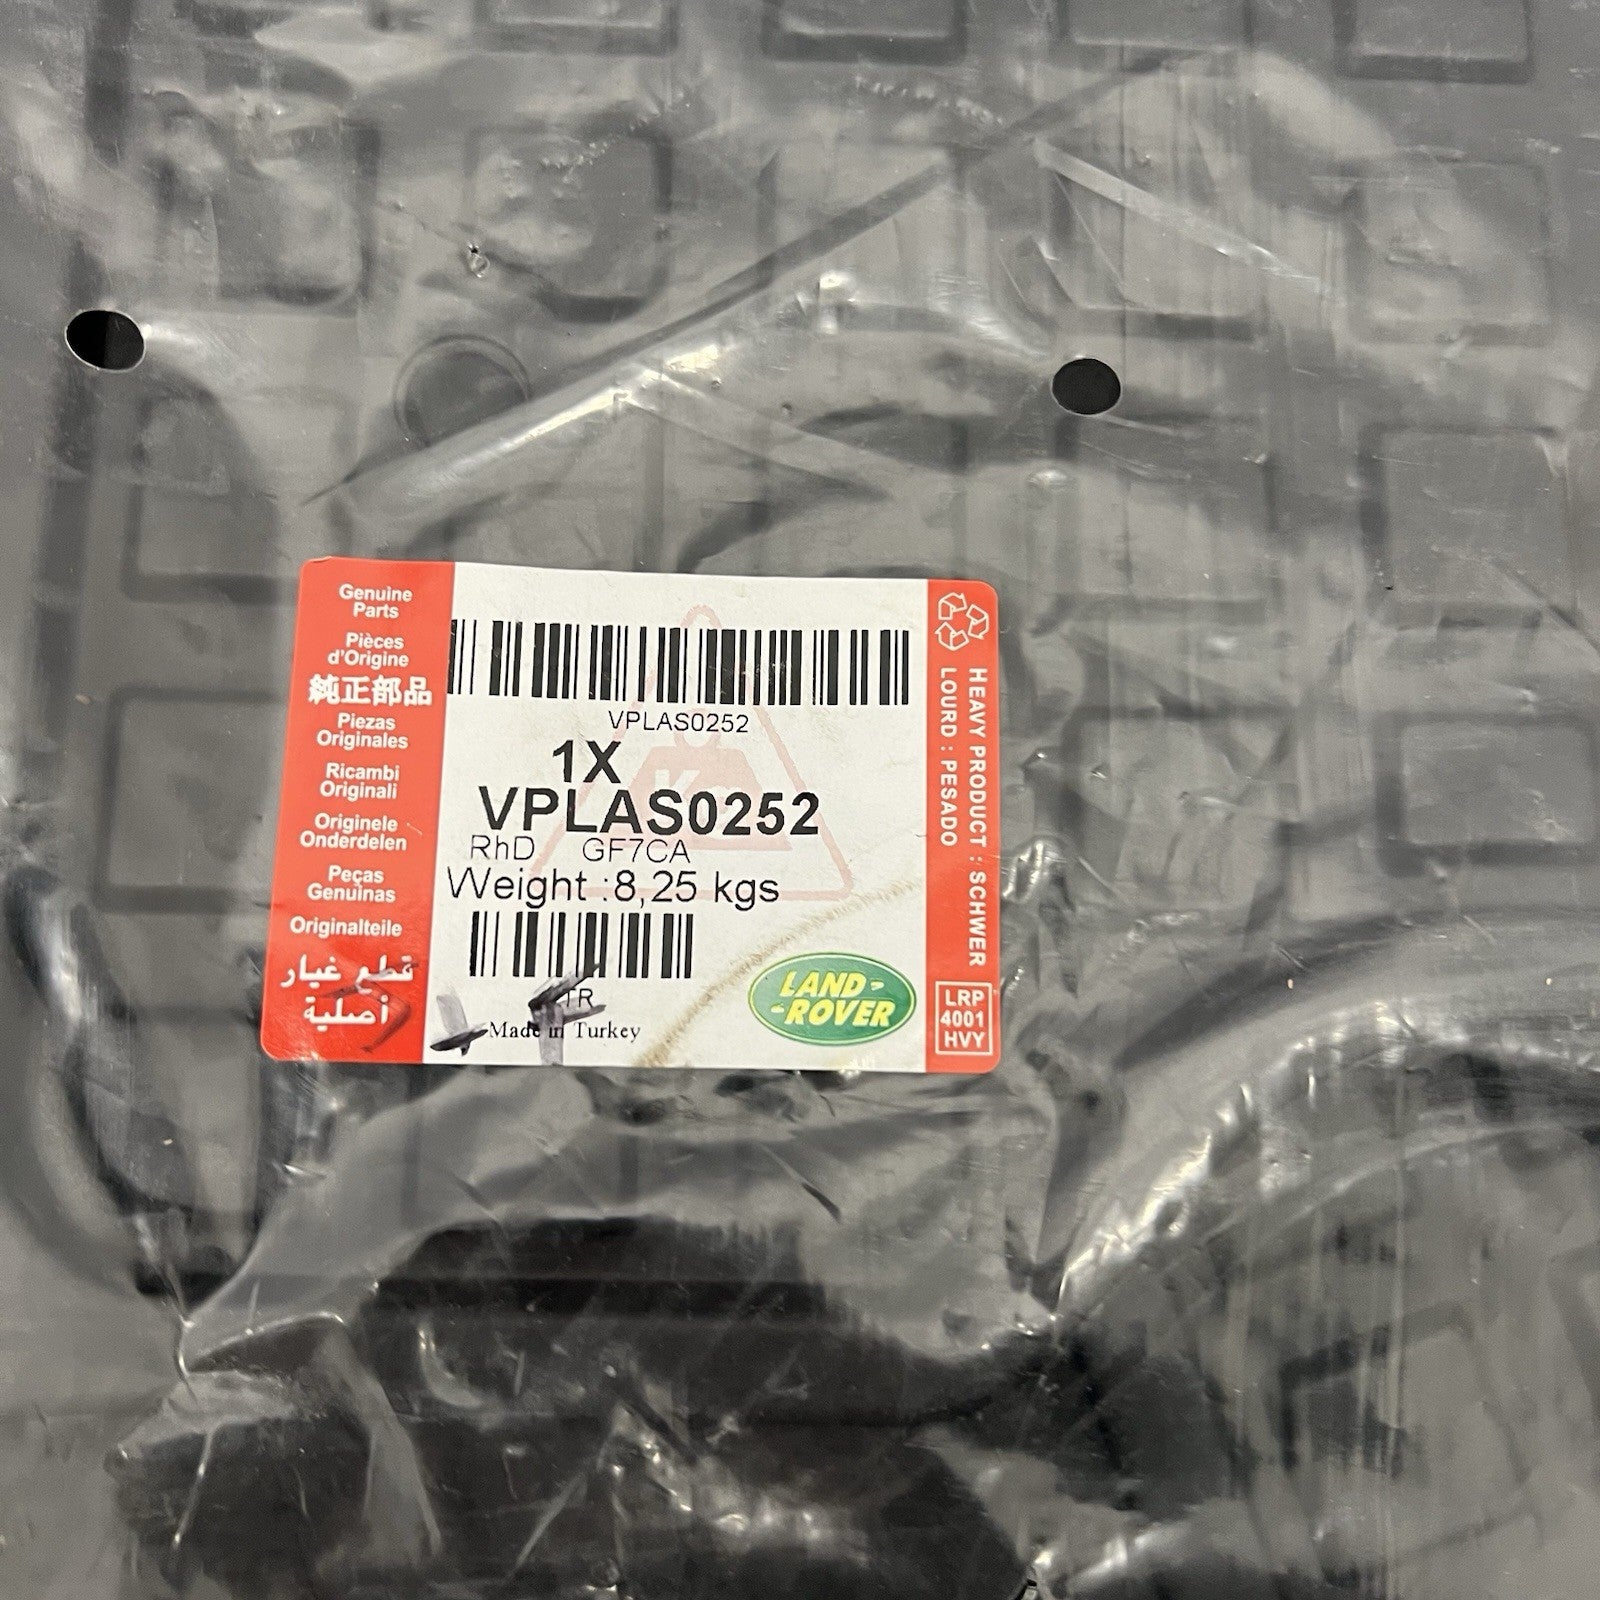 Genuine
Parts
Pièces
d'Origine
純正部品
Piezas
Originales
Ricambi
Originali
Originele
Onderdelen
Peças
Genuinas
Originalteile
قطع غيار
أصلية
VPLAS0252
1X
VPLAS0252
RhD GF7CA
Weight :8,25 kgs
TR
Made in Turkey
LAND-
-ROVER
HEAVY PRODUCT : SCHWER
LOURD : PESADO
LRP
4001
HVY